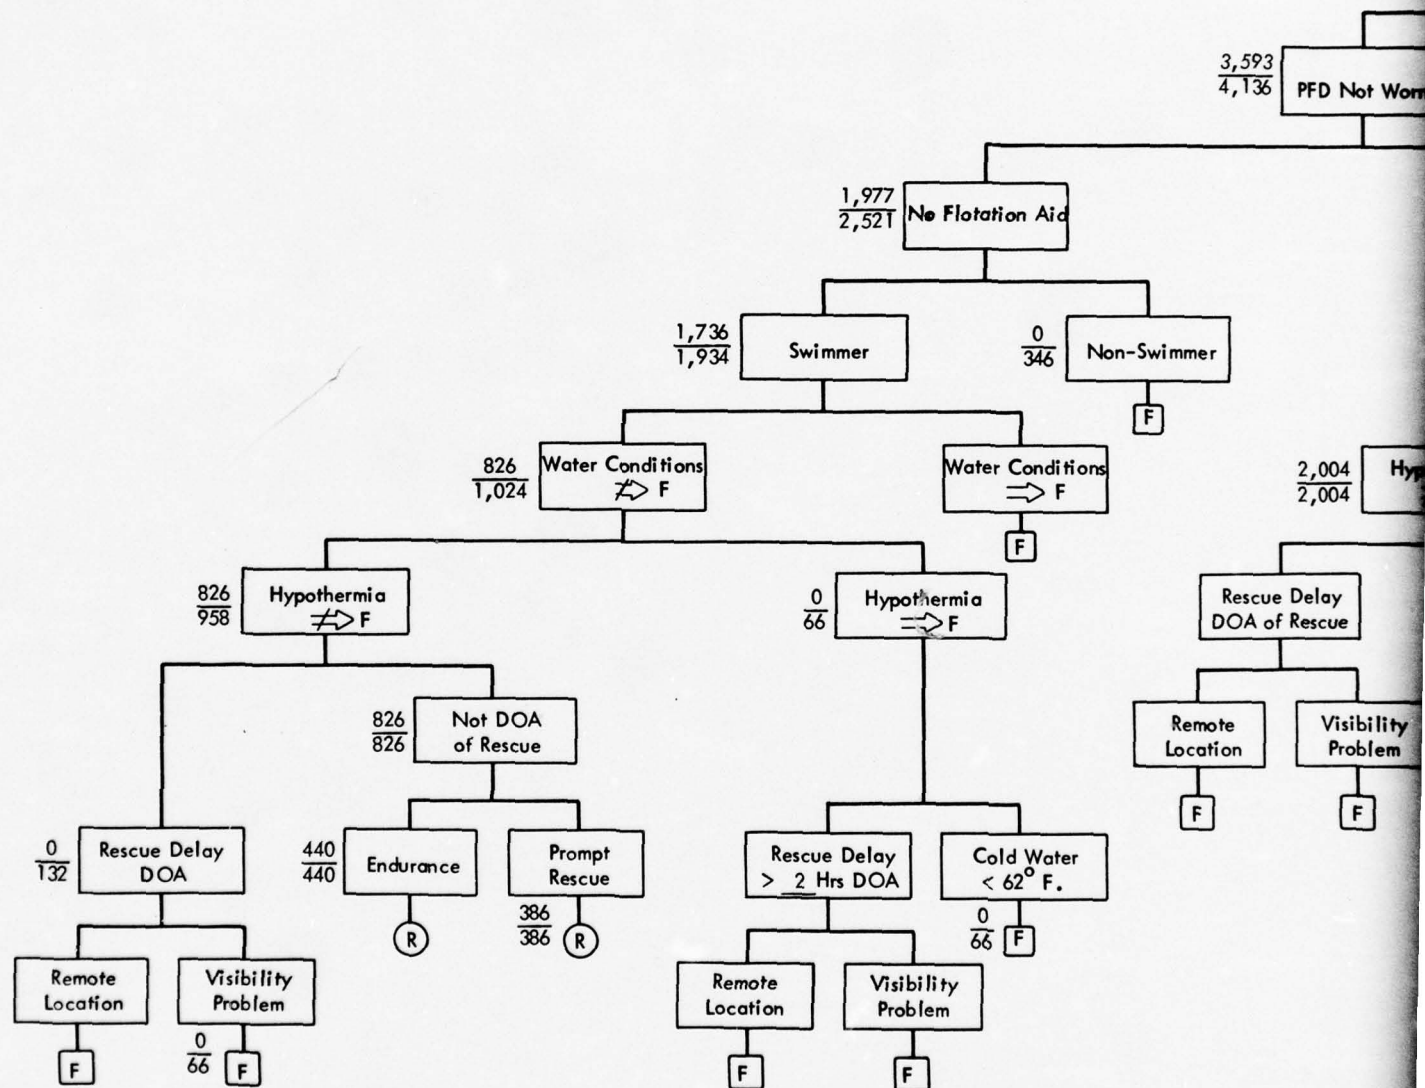 3,593
4,136
PFD Not Worn
1,977
2,521
No Flotation Aid
1,736
1,934
Swimmer
0
346
Non-Swimmer
F
826
1,024
Water Conditions
⇏ F
Water Conditions
⇒ F
F
2,004
2,004
Hyp
826
958
Hypothermia
⇏ F
0
66
Hypothermia
⇒ F
Rescue Delay
DOA of Rescue
826
826
Not DOA
of Rescue
Remote
Location
Visibility
Problem
F
F
0
132
Rescue Delay
DOA
440
440
Endurance
Prompt
Rescue
Rescue Delay
> 2 Hrs DOA
Cold Water
< 62° F.
R
386
386
R
0
66
F
Remote
Location
Visibility
Problem
Remote
Location
Visibility
Problem
F
0
66
F
F
F